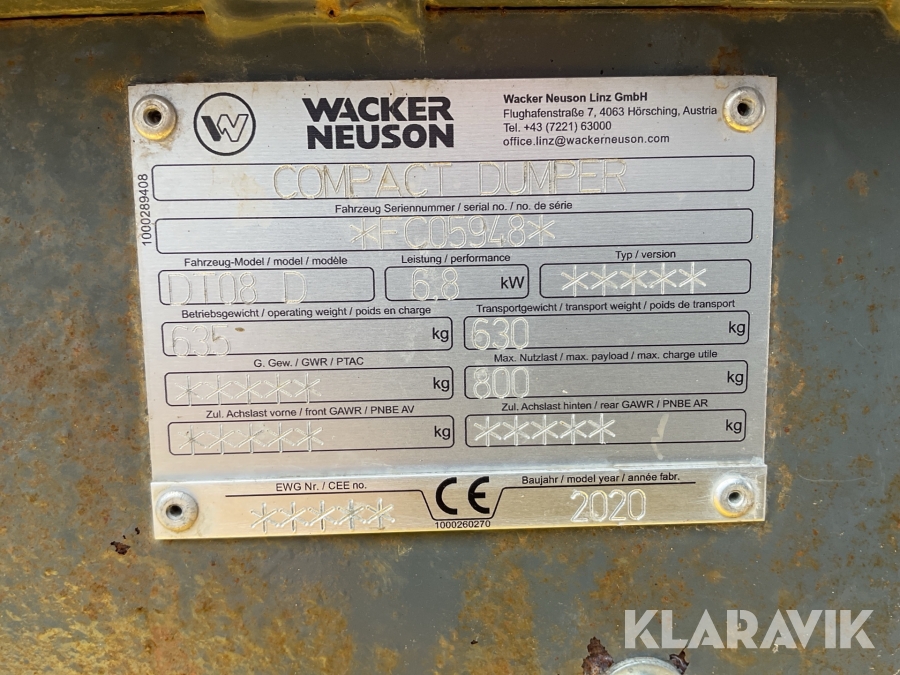 WACKER
NEUSON
Wacker Neuson Linz GmbH
Flughafenstraße 7, 4063 Hörsching, Austria
Tel. +43 (7221) 63000
office.linz@wackerneuson.com
1000289408
COMPACT DUMPER
Fahrzeug Seriennummer / serial no. / no. de série
*FC05948*
Fahrzeug-Model / model / modèle
DT08 D
Leistung / performance
6,8 kW
Typ / version
*****
Betriebsgewicht / operating weight / poids en charge
635 kg
Transportgewicht / transport weight / poids de transport
630 kg
G. Gew. / GWR / PTAC
***** kg
Max. Nutzlast / max. payload / max. charge utile
800 kg
Zul. Achslast vorne / front GAWR / PNBE AV
***** kg
Zul. Achslast hinten / rear GAWR / PNBE AR
***** kg
EWG Nr. / CEE no.
*****
CE
1000260270
Baujahr / model year / année fabr.
2020
KLARAVIK